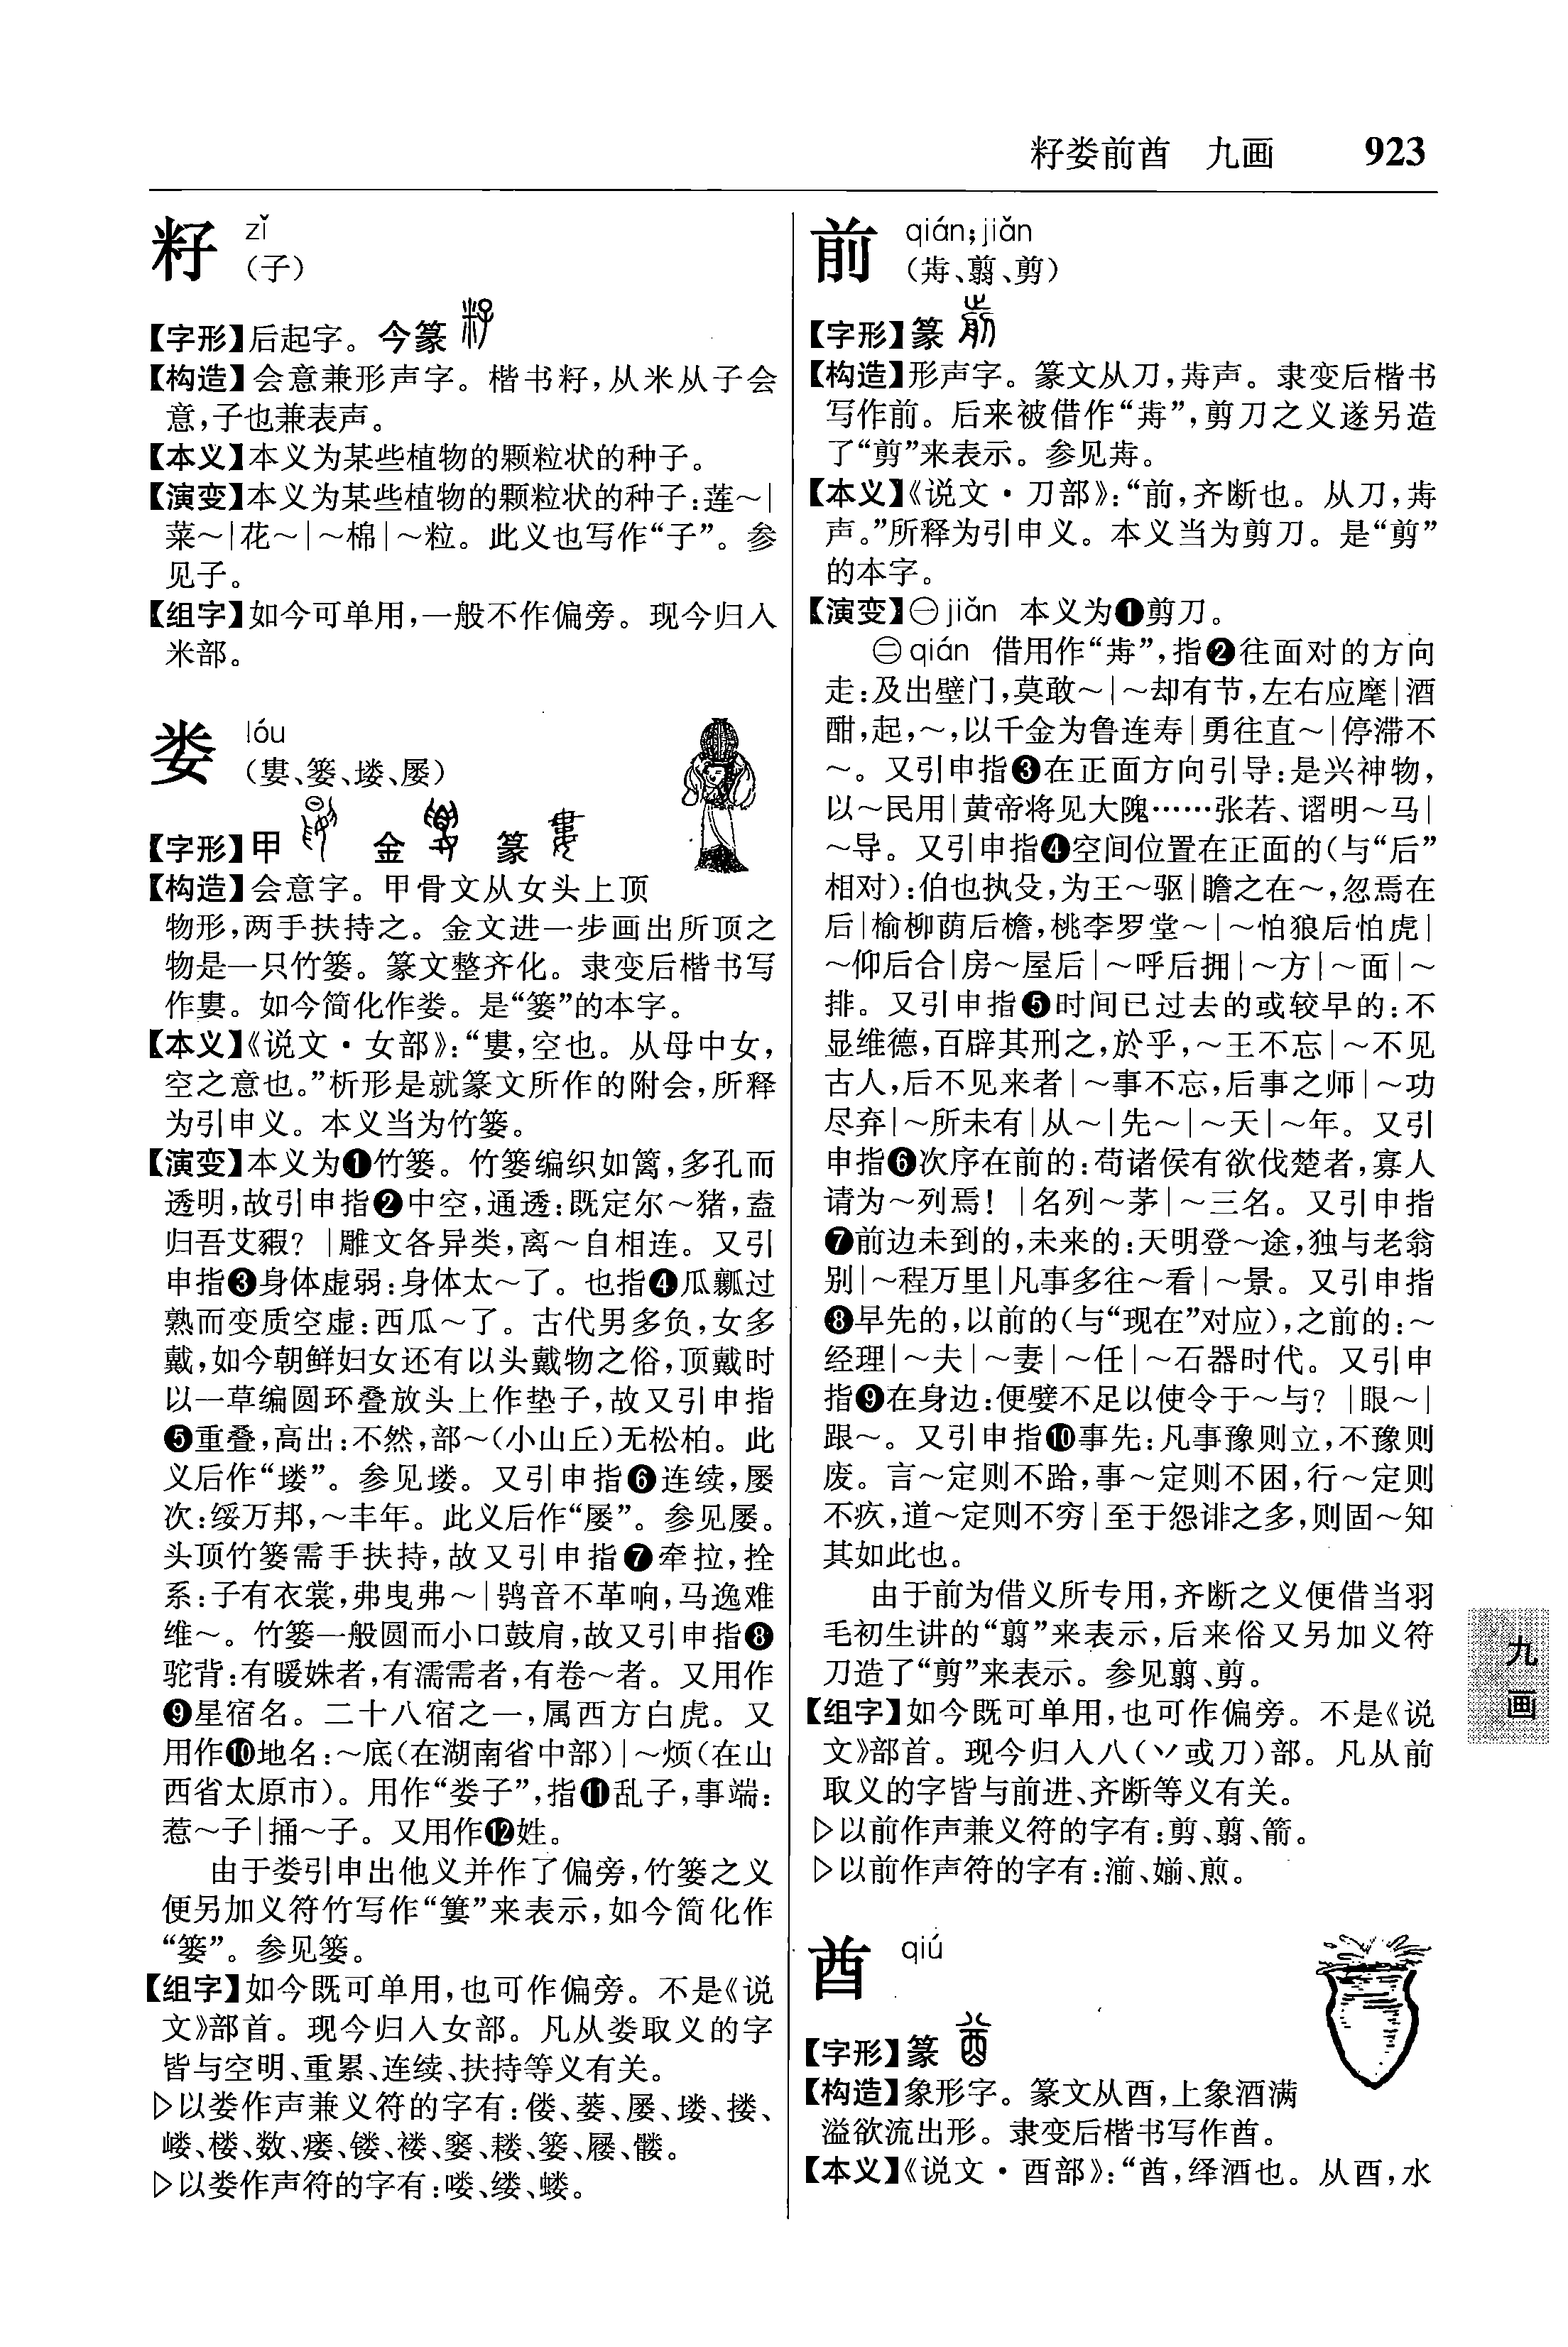 籽娄前酋 九画 923
籽 zǐ
（子）
【字形】后起字。今篆
【构造】会意兼形声字。楷书籽,从米从子会
意,子也兼表声。
【本义】本义为某些植物的颗粒状的种子。
【演变】本义为某些植物的颗粒状的种子:莲～|
菜～|花～|～棉|～粒。此义也写作“子”。参
见子。
【组字】如今可单用,一般不作偏旁。现今归入
米部。
娄 lóu
（婁、篓、塿、屡）
【字形】甲 金 篆
【构造】会意字。甲骨文从女头上顶
物形,两手扶持之。金文进一步画出所顶之
物是一只竹篓。篆文整齐化。隶变后楷书写
作婁。如今简化作娄。是“篓”的本字。
【本义】《说文·女部》:“婁,空也。从母中女,
空之意也。”析形是就篆文所作的附会,所释
为引申义。本义当为竹篓。
【演变】本义为❶竹篓。竹篓编织如篱,多孔而
透明,故引申指❷中空,通透:既定尔～猪,盍
归吾艾豭？|雕文各异类,离～自相连。又引
申指❸身体虚弱:身体太～了。也指❹瓜瓤过
熟而变质空虚:西瓜～了。古代男多负,女多
戴,如今朝鲜妇女还有以头戴物之俗,顶戴时
以一草编圆环叠放头上作垫子,故又引申指
❺重叠,高出:不然,部～（小山丘）无松柏。此
义后作“塿”。参见塿。又引申指❻连续,屡
次:绥万邦,～丰年。此义后作“屡”。参见屡。
头顶竹篓需手扶持,故又引申指❼牵拉,拴
系:子有衣裳,弗曳弗～|鸮音不革响,马逸难
维～。竹篓一般圆而小口鼓肩,故又引申指❽
驼背:有暖姝者,有濡需者,有卷～者。又用作
❾星宿名。二十八宿之一,属西方白虎。又
用作❿地名:～底（在湖南省中部）|～烦（在山
西省太原市）。用作“娄子”,指⓫乱子,事端:
惹～子|捅～子。又用作⓬姓。
由于娄引申出他义并作了偏旁,竹篓之义
便另加义符竹写作“簍”来表示,如今简化作
“篓”。参见篓。
【组字】如今既可单用,也可作偏旁。不是《说
文》部首。现今归入女部。凡从娄取义的字
皆与空明、重累、连续、扶持等义有关。
▷以娄作声兼义符的字有:偻、蒌、屡、塿、搂、
嵝、楼、数、瘘、镂、褛、窭、耧、篓、屦、髅。
▷以娄作声符的字有:喽、缕、蝼。
前 qián;jiǎn
（歬、翦、剪）
【字形】篆
【构造】形声字。篆文从刀,歬声。隶变后楷书
写作前。后来被借作“歬”,剪刀之义遂另造
了“剪”来表示。参见歬。
【本义】《说文·刀部》:“前,齐断也。从刀,歬
声。”所释为引申义。本义当为剪刀。是“剪”
的本字。
【演变】㊀jiǎn 本义为❶剪刀。
㊁qián 借用作“歬”,指❷往面对的方向
走:及出壁门,莫敢～|～却有节,左右应麾|酒
酣,起,～,以千金为鲁连寿|勇往直～|停滞不
～。又引申指❸在正面方向引导:是兴神物,
以～民用|黄帝将见大隗……张若、謵明～马|
～导。又引申指❹空间位置在正面的（与“后”
相对）:伯也执殳,为王～驱|瞻之在～,忽焉在
后|榆柳荫后檐,桃李罗堂～|～怕狼后怕虎|
～仰后合|房～屋后|～呼后拥|～方|～面|～
排。又引申指❺时间已过去的或较早的:不
显维德,百辟其刑之,於乎,～王不忘|～不见
古人,后不见来者|～事不忘,后事之师|～功
尽弃|～所未有|从～|先～|～天|～年。又引
申指❻次序在前的:苟诸侯有欲伐楚者,寡人
请为～列焉！|名列～茅|～三名。又引申指
❼前边未到的,未来的:天明登～途,独与老翁
别|～程万里|凡事多往～看|～景。又引申指
❽早先的,以前的（与“现在”对应）,之前的:～
经理|～夫|～妻|～任|～石器时代。又引申
指❾在身边:便嬖不足以使令于～与？|眼～|
跟～。又引申指❿事先:凡事豫则立,不豫则
废。言～定则不跲,事～定则不困,行～定则
不疚,道～定则不穷|至于怨诽之多,则固～知
其如此也。
由于前为借义所专用,齐断之义便借当羽
毛初生讲的“翦”来表示,后来俗又另加义符
刀造了“剪”来表示。参见翦、剪。
【组字】如今既可单用,也可作偏旁。不是《说
文》部首。现今归入八（丷或刀）部。凡从前
取义的字皆与前进、齐断等义有关。
▷以前作声兼义符的字有:剪、翦、箭。
▷以前作声符的字有:湔、媊、煎。
酋 qiú
【字形】篆
【构造】象形字。篆文从酉,上象酒满
溢欲流出形。隶变后楷书写作酋。
【本义】《说文·酉部》:“酋,绎酒也。从酉,水
九
画